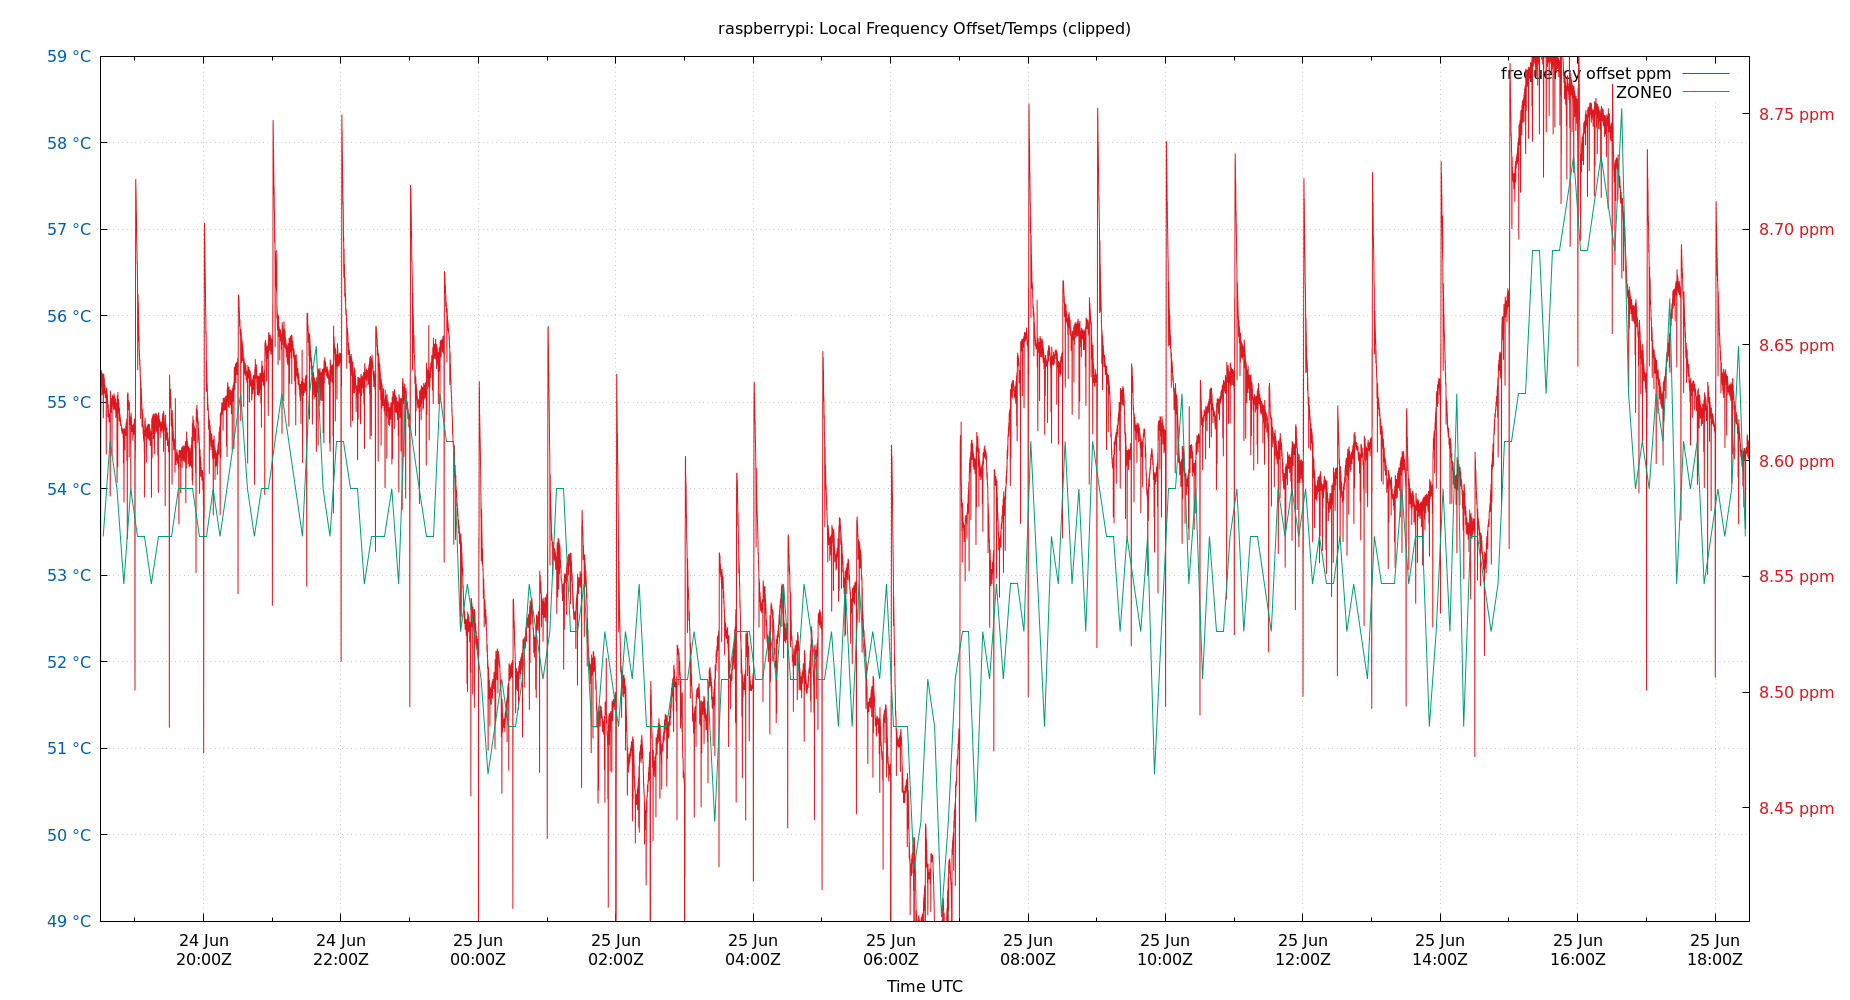 raspberrypi: Local Frequency Offset/Temps (clipped)
59 °C
58 °C
57 °C
56 °C
55 °C
54 °C
53 °C
52 °C
51 °C
50 °C
49 °C
frequency offset ppm
ZONE0
8.75 ppm
8.70 ppm
8.65 ppm
8.60 ppm
8.55 ppm
8.50 ppm
8.45 ppm
24 Jun
20:00Z
24 Jun
22:00Z
25 Jun
00:00Z
25 Jun
02:00Z
25 Jun
04:00Z
25 Jun
06:00Z
25 Jun
08:00Z
25 Jun
10:00Z
25 Jun
12:00Z
25 Jun
14:00Z
25 Jun
16:00Z
25 Jun
18:00Z
Time UTC